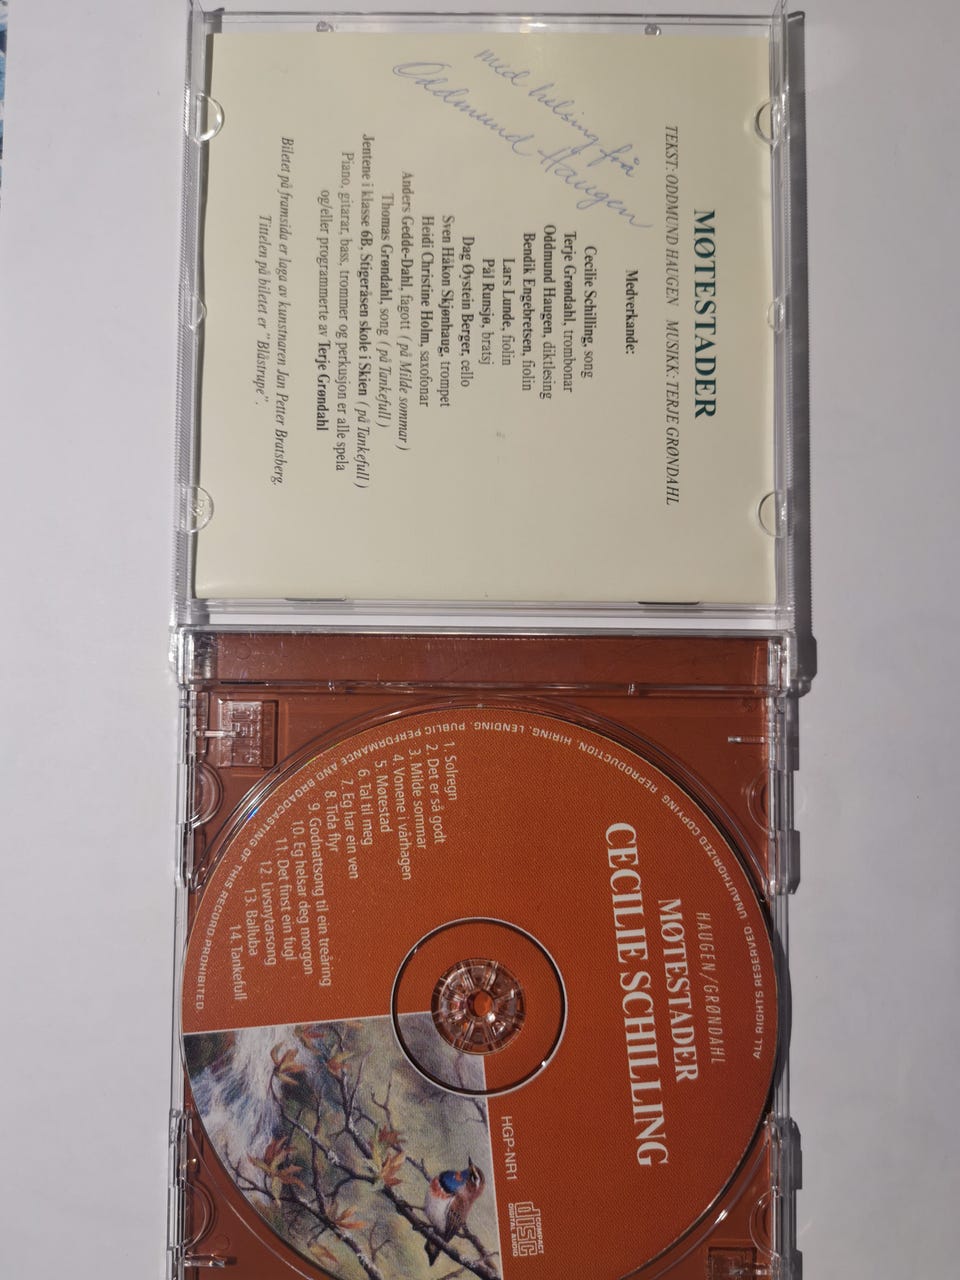 med helsing frå
Oddmund Haugen
MØTESTADER
TEKST: ODDMUND HAUGEN MUSIKK: TERJE GRØNDAHL
Medverkande:
Cecilie Schilling, song
Terje Grøndahl, trombonar
Oddmund Haugen, diktlesing
Bendik Engebretsen, fiolin
Lars Lunde, fiolin
Pål Runsjø, bratsj
Dag Øystein Berger, cello
Sven Håkon Skjønhaug, trompet
Heidi Christine Holm, saxofonar
Anders Gedde-Dahl, fagott ( på Milde sommar )
Thomas Grøndahl, song ( på Tankefull )
Jentene i klasse 6B, Stigeråsen skole i Skien ( på Tankefull )
Piano, gitarar, bass, trommer og perkusjon er alle spela
og/eller programmerte av Terje Grøndahl
Biletet på framsida er laga av kunstnaren Jan Petter Bratsberg.
Tittelen på biletet er "Blåstrupe".
HAUGEN/GRØNDAHL
MØTESTADER
CECILIE SCHILLING
HGP-NR1
COMPACT
disc
DIGITAL AUDIO
1. Solregn
2. Det er så godt
3. Milde sommar
4. Vonene i vårhagen
5. Møtestad
6. Tal til meg
7. Eg har ein ven
8. Tida flyr
9. Godnattsong til ein treåring
10. Eg helsar deg morgon
11. Det finst ein fugl
12. Livsnytarsong
13. Balluba
14. Tankefull
ALL RIGHTS RESERVED. UNAUTHORIZED COPYING, REPRODUCTION, HIRING, LENDING, PUBLIC PERFORMANCE AND BROADCASTING OF THIS RECORD PROHIBITED.